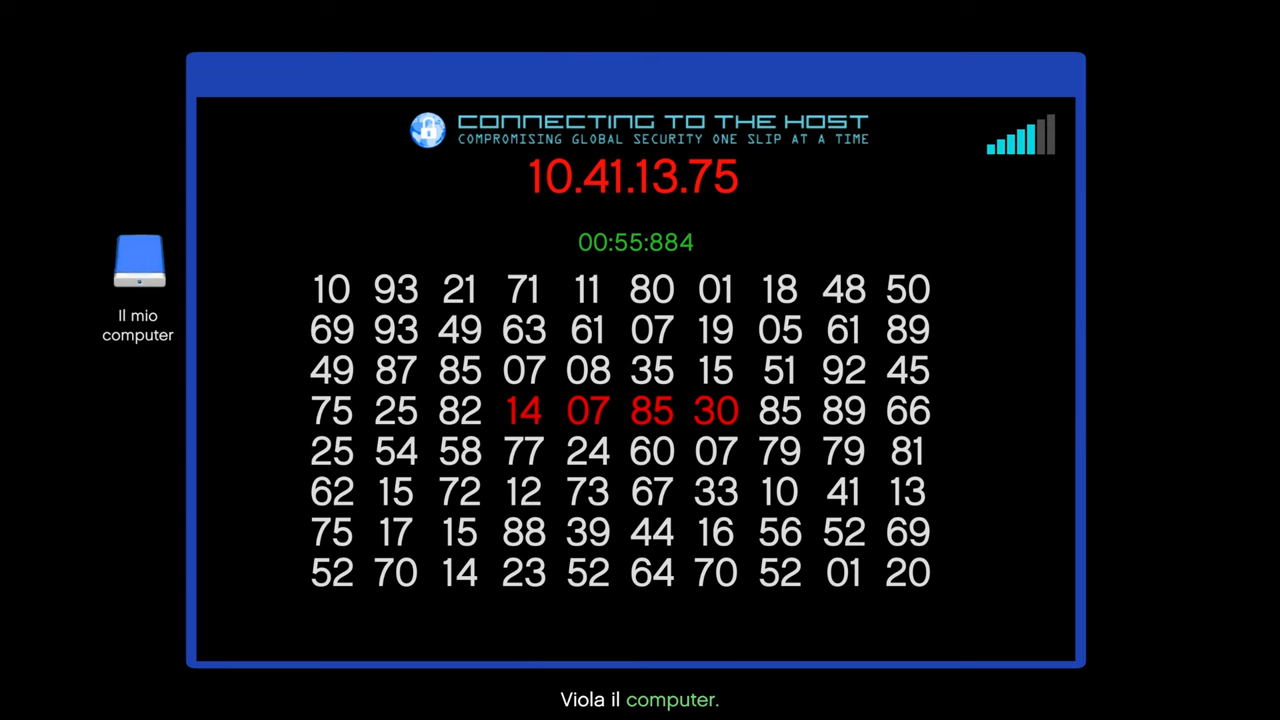 CONNECTING TO THE HOST
COMPROMISING GLOBAL SECURITY ONE SLIP AT A TIME
10.41.13.75
00:55:884
10 93 21 71 11 80 01 18 48 50
69 93 49 63 61 07 19 05 61 89
49 87 85 07 08 35 15 51 92 45
75 25 82 14 07 85 30 85 89 66
25 54 58 77 24 60 07 79 79 81
62 15 72 12 73 67 33 10 41 13
75 17 15 88 39 44 16 56 52 69
52 70 14 23 52 64 70 52 01 20
Il mio
computer
Viola il computer.